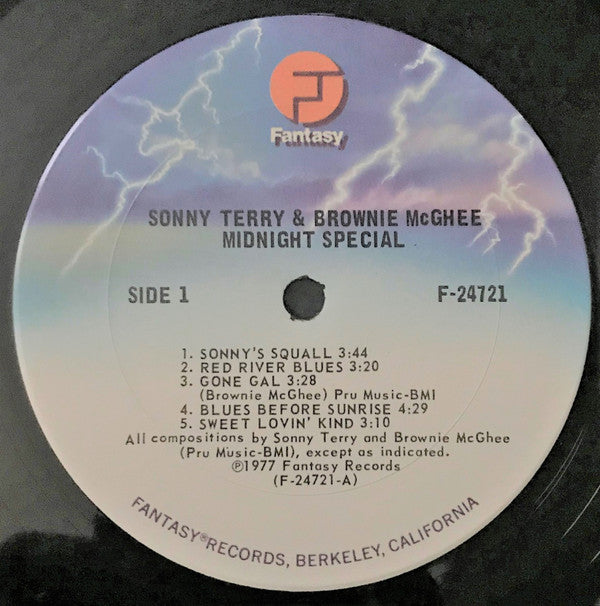 Fantasy
SONNY TERRY & BROWNIE McGHEE
MIDNIGHT SPECIAL
SIDE 1
F-24721
1. SONNY'S SQUALL 3:44
2. RED RIVER BLUES 3:20
3. GONE GAL 3:28
(Brownie McGhee) Pru Music-BMI
4. BLUES BEFORE SUNRISE 4:29
5. SWEET LOVIN' KIND 3:10
All compositions by Sonny Terry and Brownie McGhee
(Pru Music-BMI), except as indicated.
℗1977 Fantasy Records
(F-24721-A)
FANTASY®RECORDS, BERKELEY, CALIFORNIA